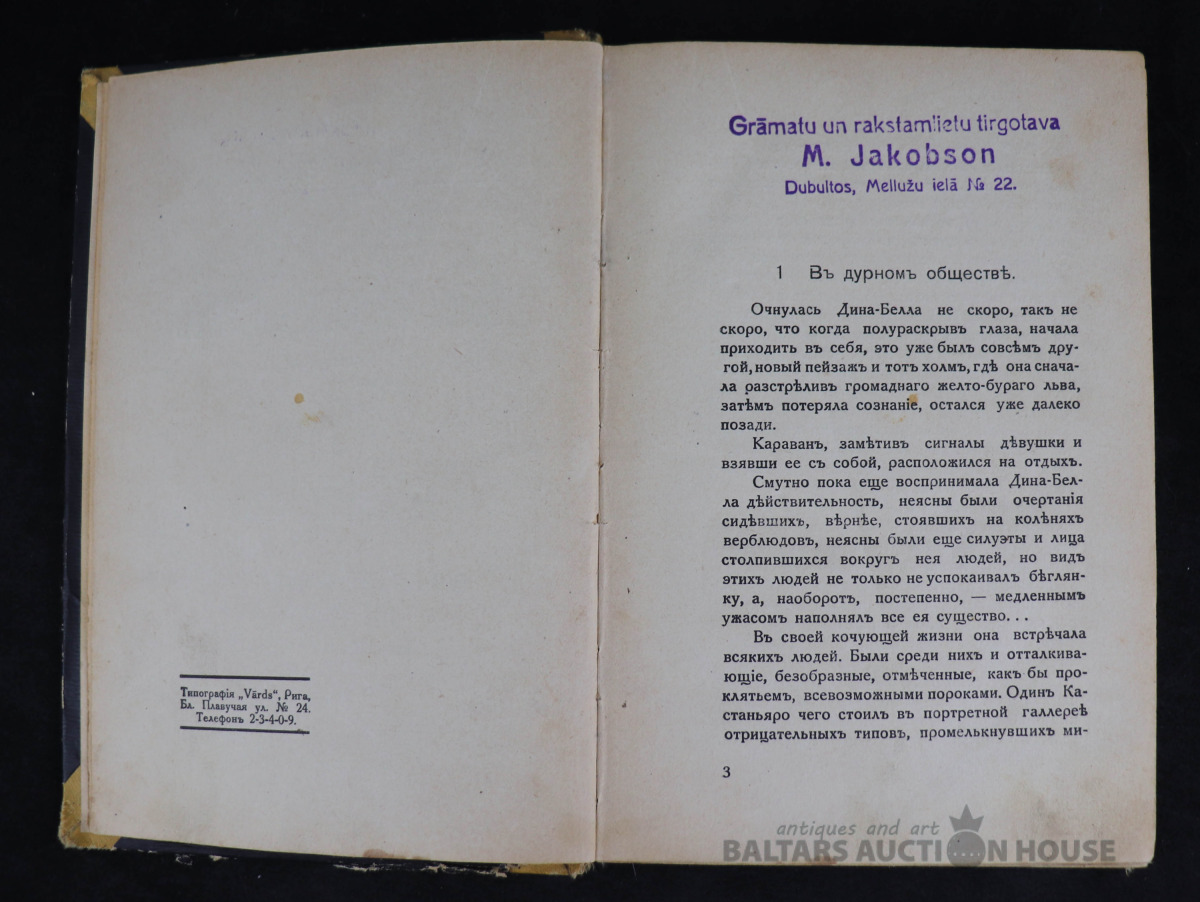 Типографія „Vārds“, Рига,
Бл. Плавучая ул. № 24.
Телефонъ 2-3-4-0-9.
Grāmatu un rakstamlietu tirgotava
M. Jakobson
Dubultos, Mellužu ielā № 22.
1 Въ дурномъ обществѣ.
Очнулась Дина-Белла не скоро, такъ не
скоро, что когда полураскрывъ глаза, начала
приходить въ себя, это уже былъ совсѣмъ дру-
гой, новый пейзажъ и тотъ холмъ, гдѣ она снача-
ла разстрѣливъ громаднаго желто-бураго льва,
затѣмъ потеряла сознаніе, остался уже далеко
позади.
Караванъ, замѣтивъ сигналы дѣвушки и
взявши ее съ собой, расположился на отдыхъ.
Смутно пока еще воспринимала Дина-Бел-
ла дѣйствительность, неясны были очертанія
сидѣвшихъ, вѣрнѣе, стоявшихъ на колѣняхъ
верблюдовъ, неясны были еще силуэты и лица
столпившихся вокругъ нея людей, но видъ
этихъ людей не только не успокаивалъ бѣглян-
ку, а, наоборотъ, постепенно, — медленнымъ
ужасомъ наполнялъ все ея существо...
Въ своей кочующей жизни она встрѣчала
всякихъ людей. Были среди нихъ и отталкива-
ющіе, безобразные, отмѣченные, какъ бы про-
клятьемъ, всевозможными пороками. Одинъ Ка-
станьяро чего стоилъ въ портретной галлереѣ
отрицательныхъ типовъ, промелькнувшихъ ми-
3
antiques and art
BALTARS AUCTION HOUSE